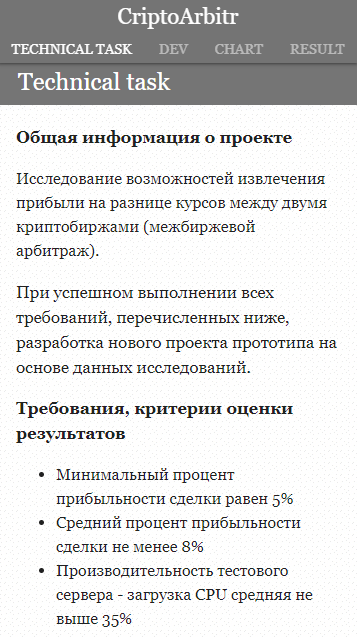 CriptoArbitr
TECHNICAL TASK DEV CHART RESULT
Technical task
Общая информация о проекте
Исследование возможностей извлечения
прибыли на разнице курсов между двумя
криптобиржами (межбиржевой
арбитраж).
При успешном выполнении всех
требований, перечисленных ниже,
разработка нового проекта прототипа на
основе данных исследований.
Требования, критерии оценки
результатов
• Минимальный процент
прибыльности сделки равен 5%
• Средний процент прибыльности
сделки не менее 8%
• Производительность тестового
сервера - загрузка CPU средняя не
выше 35%